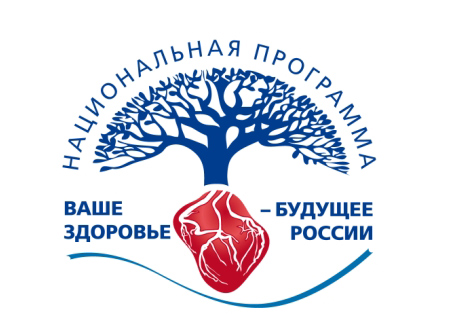 НАЦИОНАЛЬНАЯ ПРОГРАММА
ВАШЕ
ЗДОРОВЬЕ
– БУДУЩЕЕ
РОССИИ